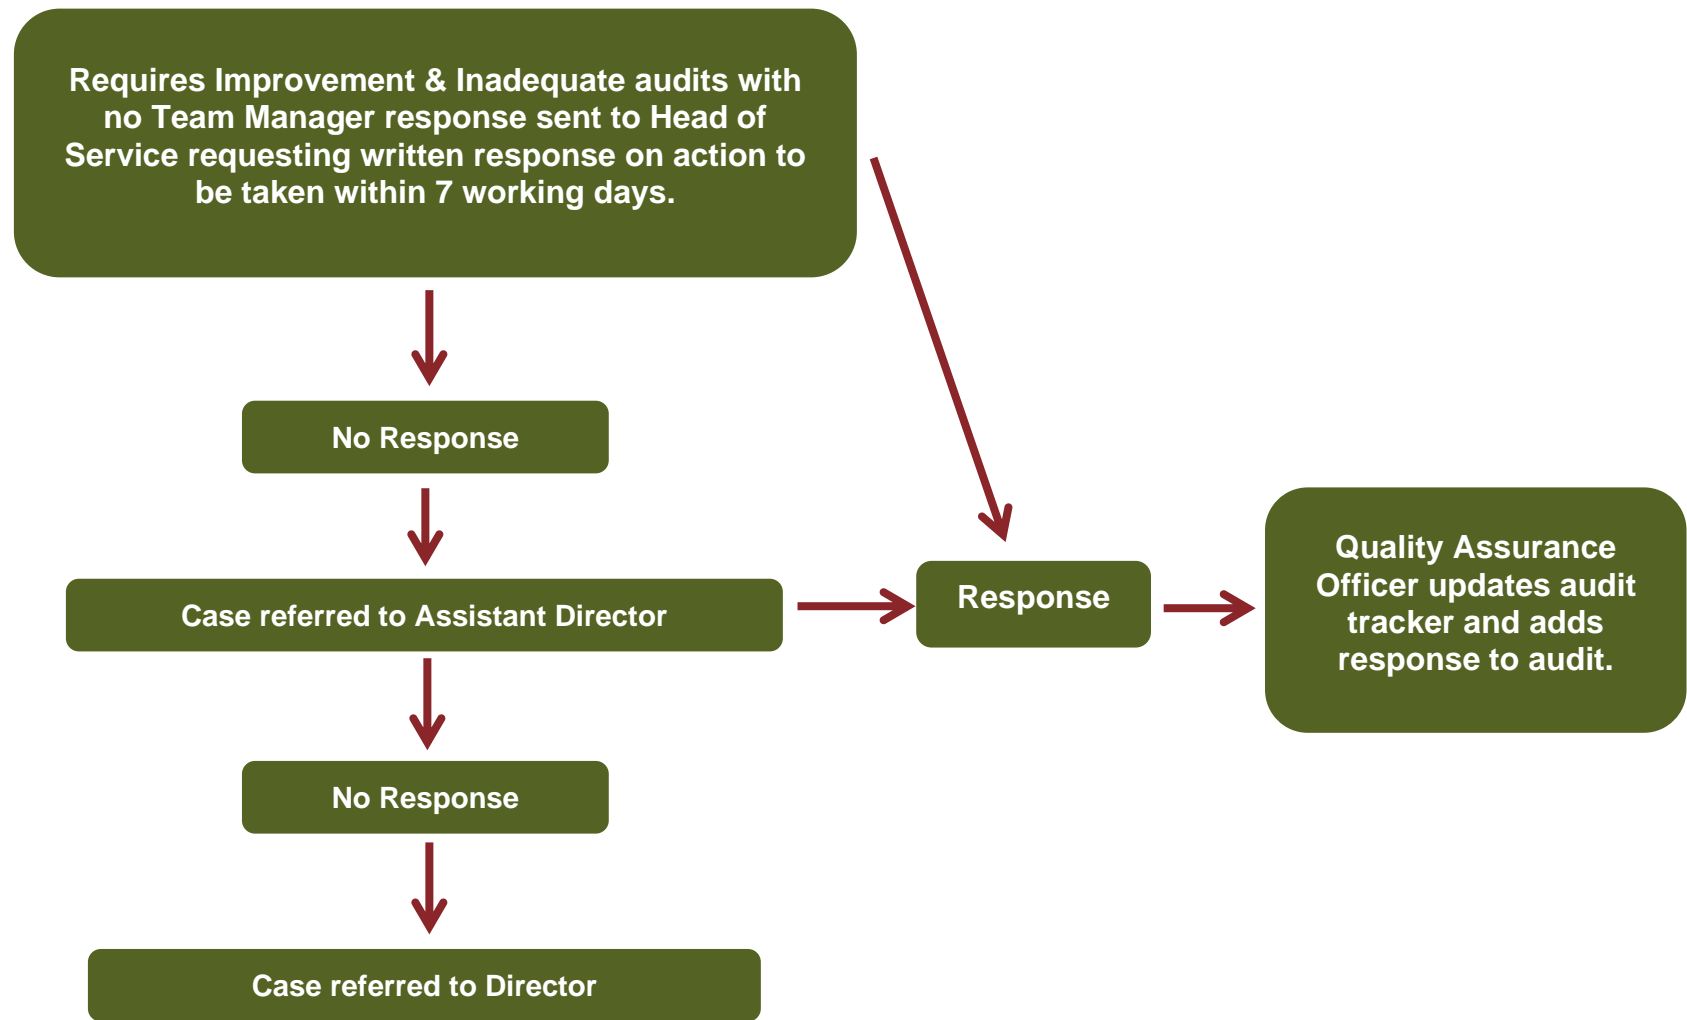 Requires Improvement & Inadequate audits with
no Team Manager response sent to Head of
Service requesting written response on action to
be taken within 7 working days.
No Response
Case referred to Assistant Director
Response
Quality Assurance
Officer updates audit
tracker and adds
response to audit.
No Response
Case referred to Director